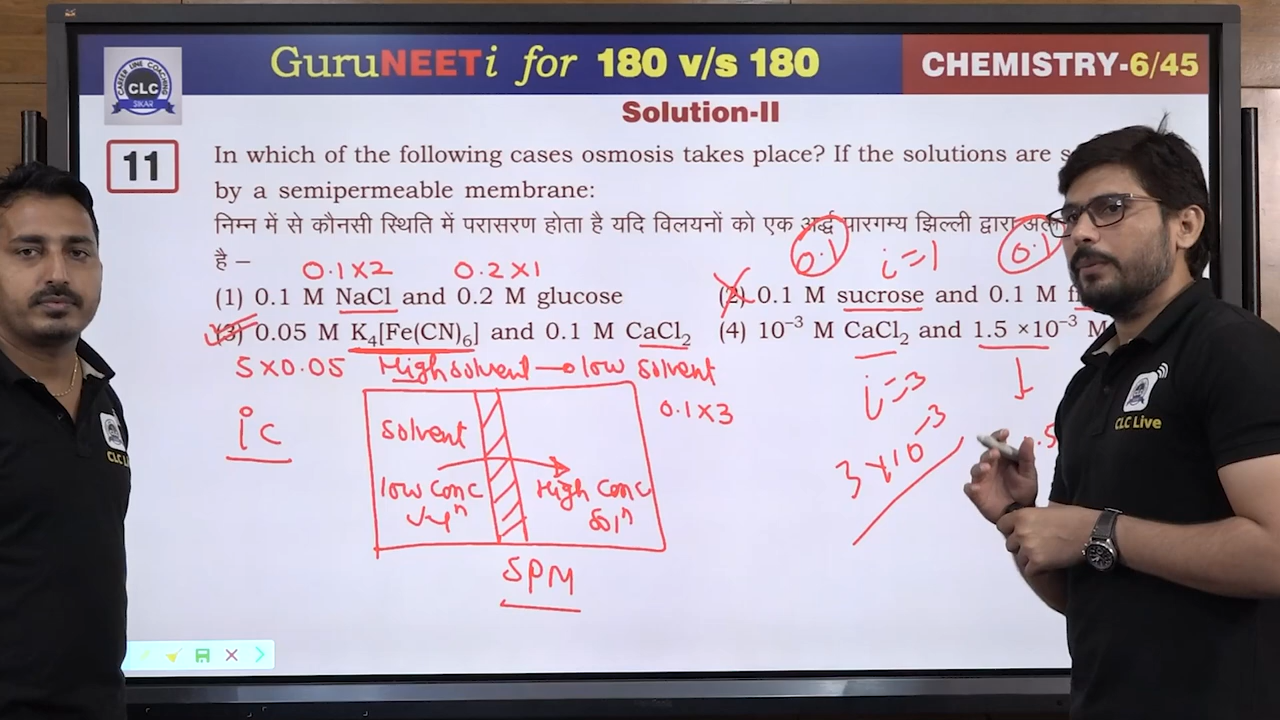 GuruNEETi for 180 v/s 180
CHEMISTRY-6/45
CAREER LINE COACHING
CLC
SIKAR
Solution-II
11
In which of the following cases osmosis takes place? If the solutions are
by a semipermeable membrane:
निम्न में से कौनसी स्थिति में परासरण होता है यदि विलयनों को एक अर्द्ध पारगम्य झिल्ली द्वारा
है –
0.1×2 0.2×1 0.1 i=1 0.1
(1) 0.1 M NaCl and 0.2 M glucose
(2) 0.1 M sucrose and 0.1 M
(3) 0.05 M K₄[Fe(CN)₆] and 0.1 M CaCl₂
(4) 10⁻³ M CaCl₂ and 1.5 ×10⁻³ M
5×0.05 High solvent → low solvent
0.1×3
i=3
3×10⁻³
ic
solvent
low conc
High conc
solⁿ
SPM
CLC Live
CLC